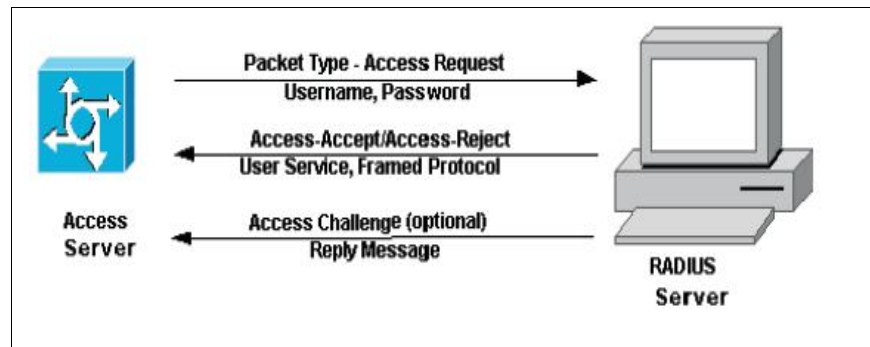 Packet Type - Access Request
Username, Password
Access-Accept/Access-Reject
User Service, Framed Protocol
Access Challenge (optional)
Reply Message
Access
Server
RADIUS
Server